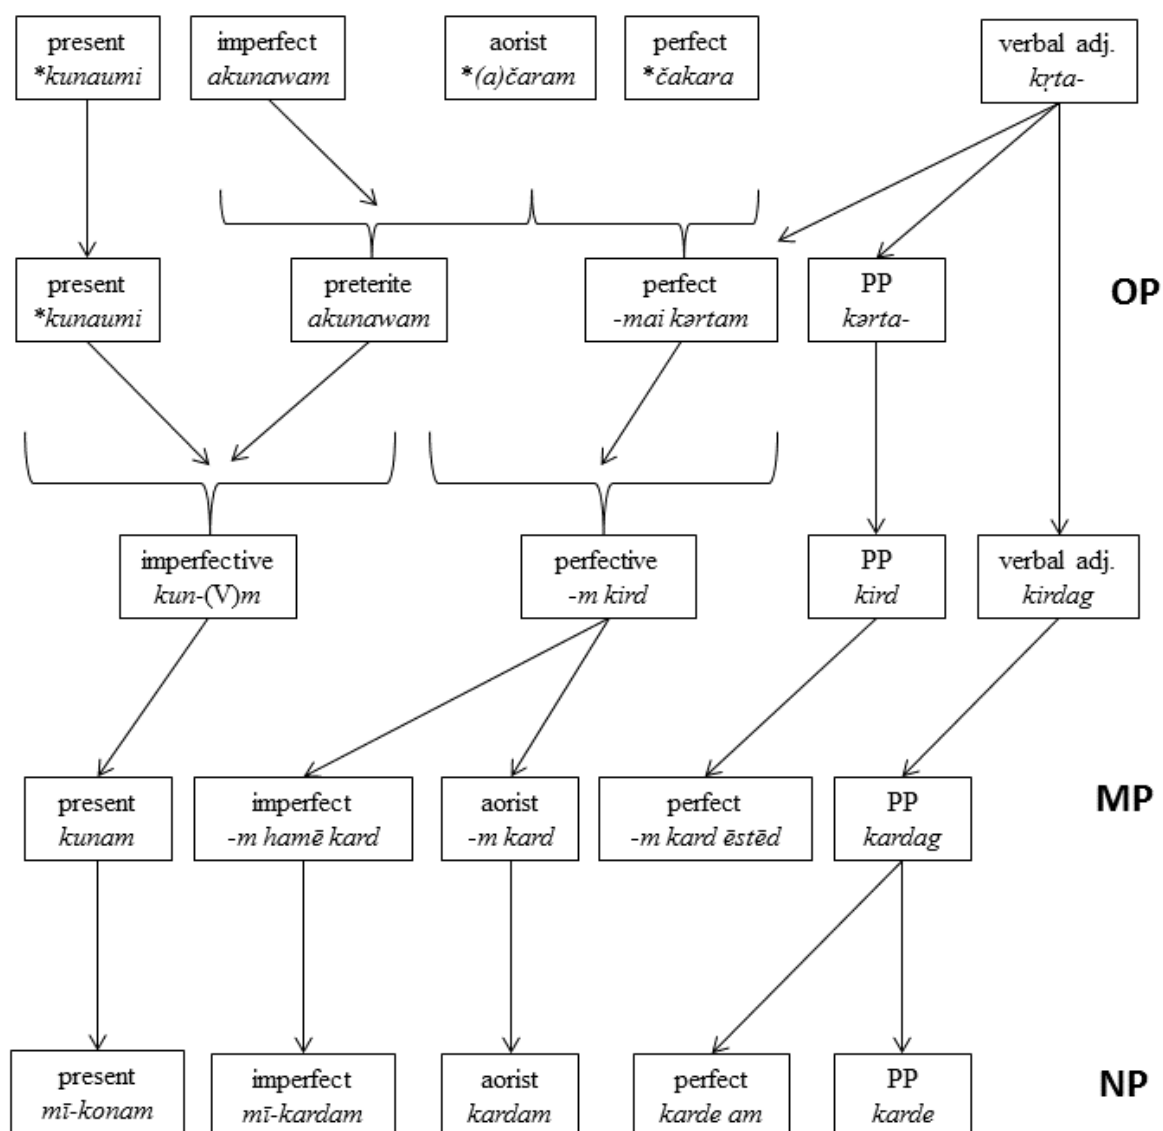 present
*kunaumi
imperfect
akunawam
aorist
*(a)čaram
perfect
*čakara
verbal adj.
kṛta-
present
*kunaumi
preterite
akunawam
perfect
-mai kərtam
PP
kərta-
OP
imperfective
kun-(V)m
perfective
-m kird
PP
kird
verbal adj.
kirdag
present
kunam
imperfect
-m hamē kard
aorist
-m kard
perfect
-m kard ēstēd
PP
kardag
MP
present
mī-konam
imperfect
mī-kardam
aorist
kardam
perfect
karde am
PP
karde
NP